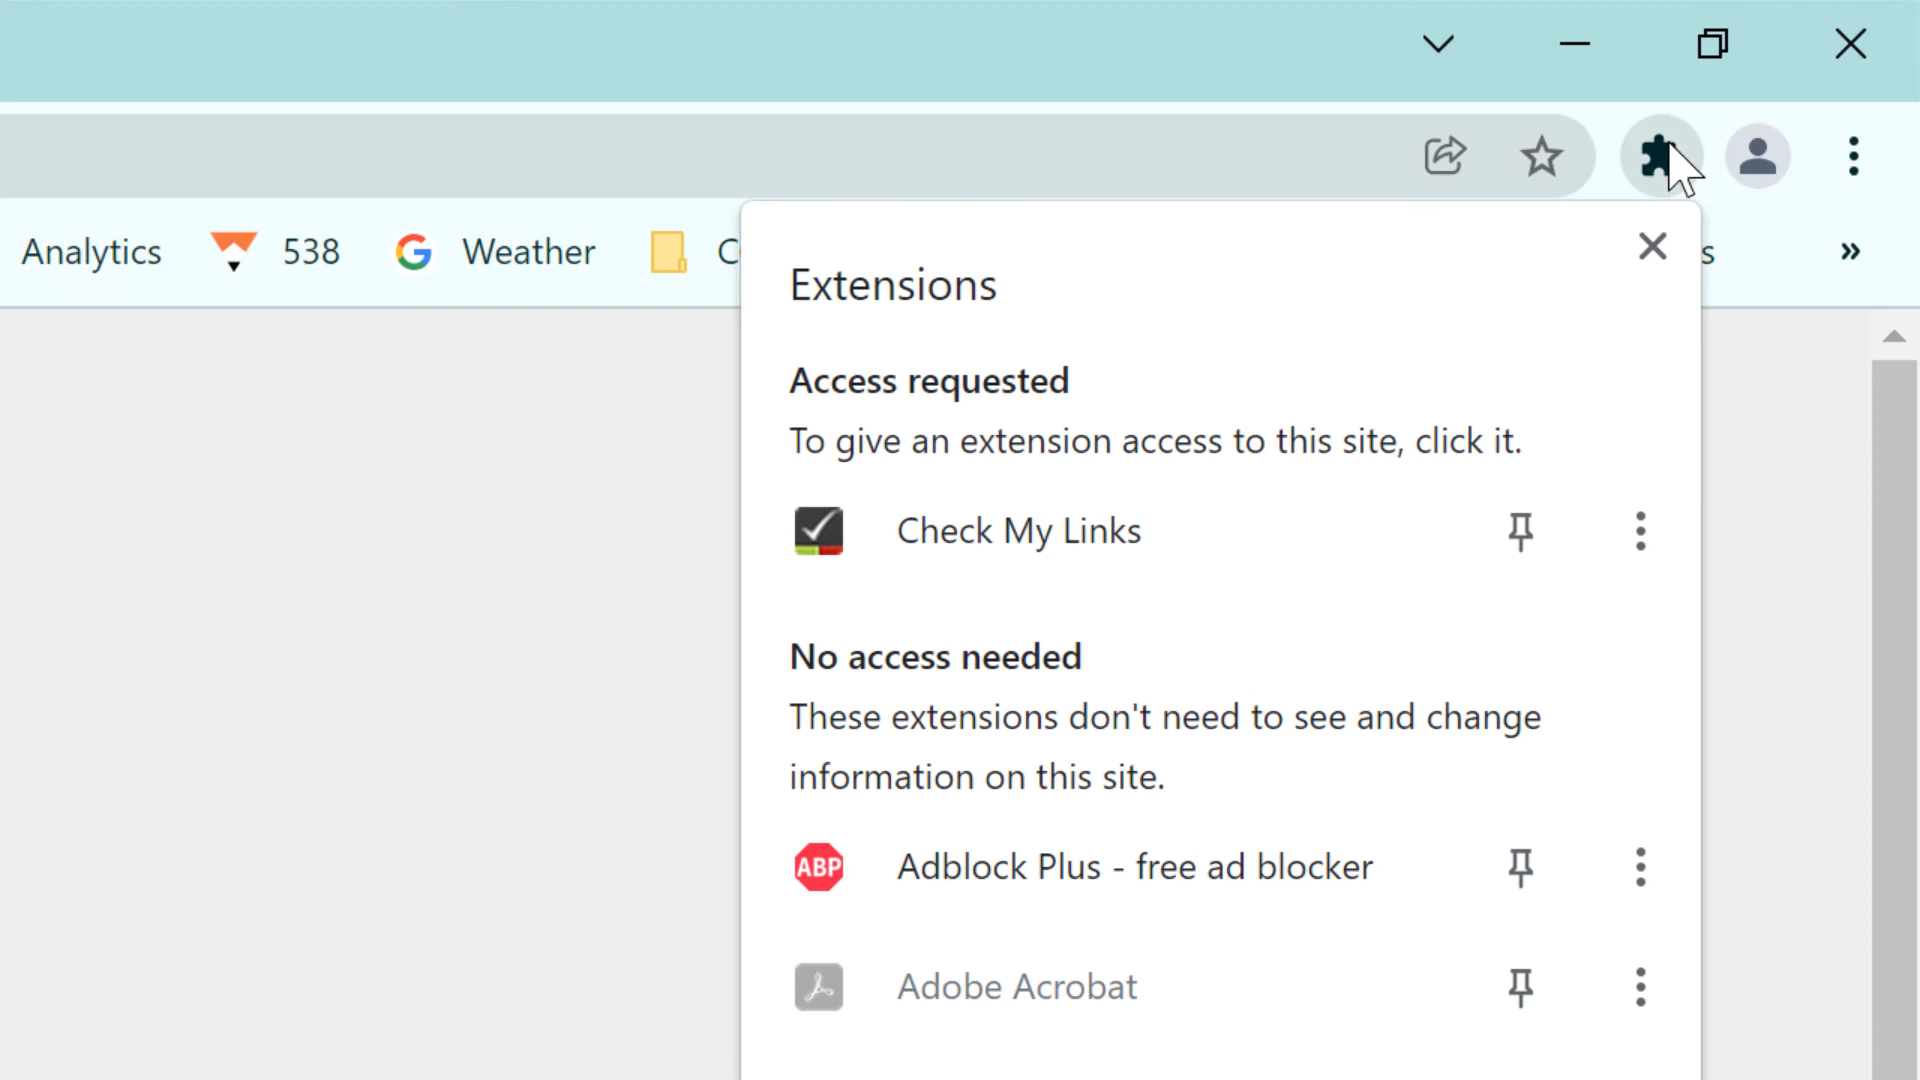 Analytics 538 Weather
Extensions
Access requested
To give an extension access to this site, click it.
Check My Links
No access needed
These extensions don't need to see and change
information on this site.
ABP Adblock Plus - free ad blocker
Adobe Acrobat